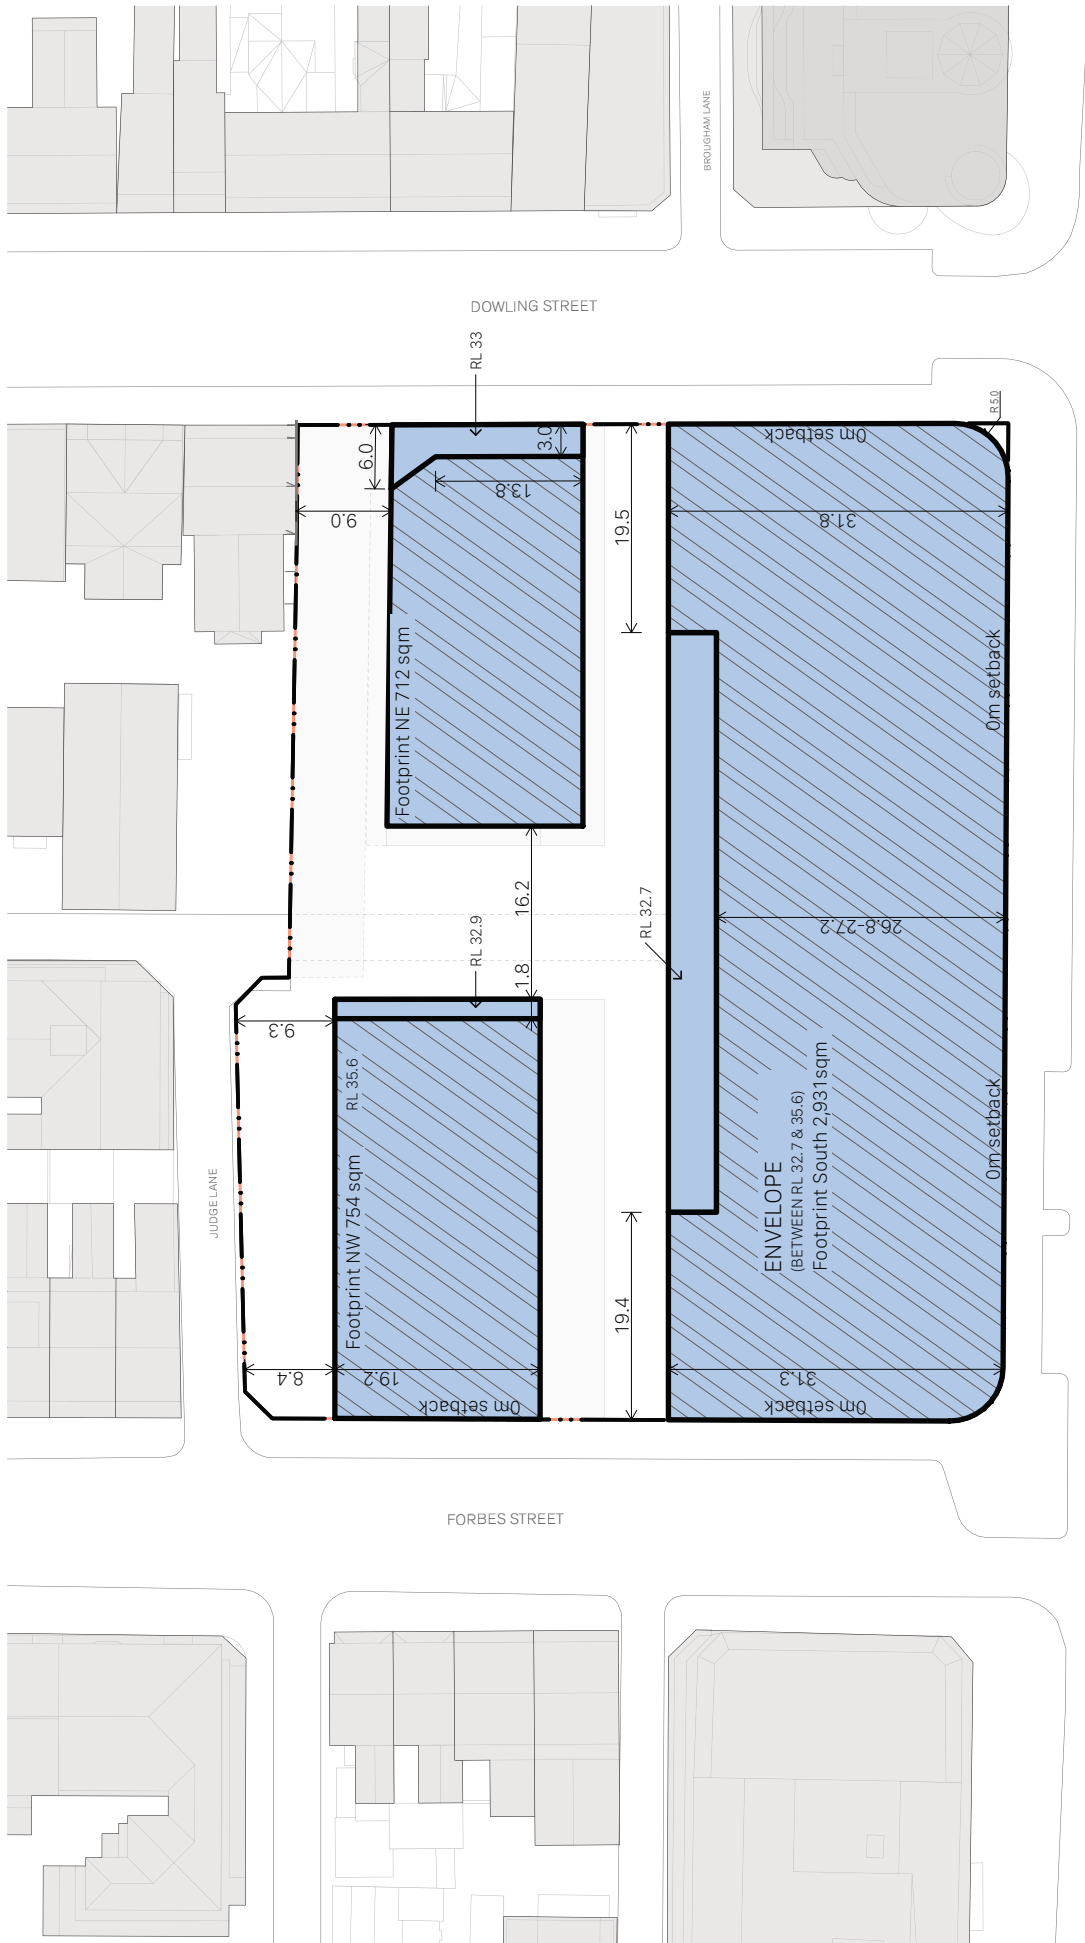 BROUGHAM LANE
DOWLING STREET
RL 33
R 5.0
6.0
3.0
0m setback
13.8
9.0
19.5
31.8
Footprint NE 712 sqm
0m setback
16.2
RL 32.9
RL 32.7
26.8-27.2
1.8
9.3
RL 35.6
JUDGE LANE
Footprint NW 754 sqm
ENVELOPE
(BETWEEN RL 32.7 & 35.6)
Footprint South 2,931sqm
0m setback
19.4
8.4
19.2
31.3
0m setback
0m setback
FORBES STREET